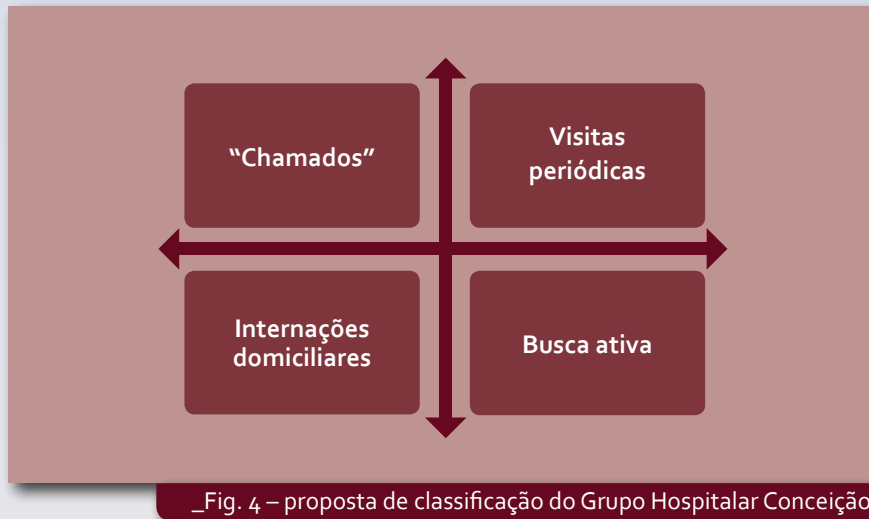 “Chamados”
Visitas
periódicas
Internações
domiciliares
Busca ativa
_Fig. 4 – proposta de classificação do Grupo Hospitalar Conceição